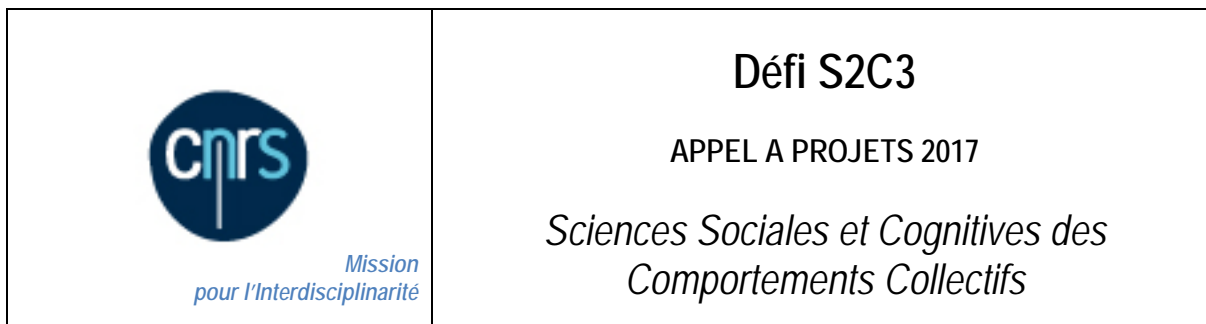 cnrs
Mission
pour l'Interdisciplinarité
Défi S2C3
APPEL A PROJETS 2017
Sciences Sociales et Cognitives des
Comportements Collectifs